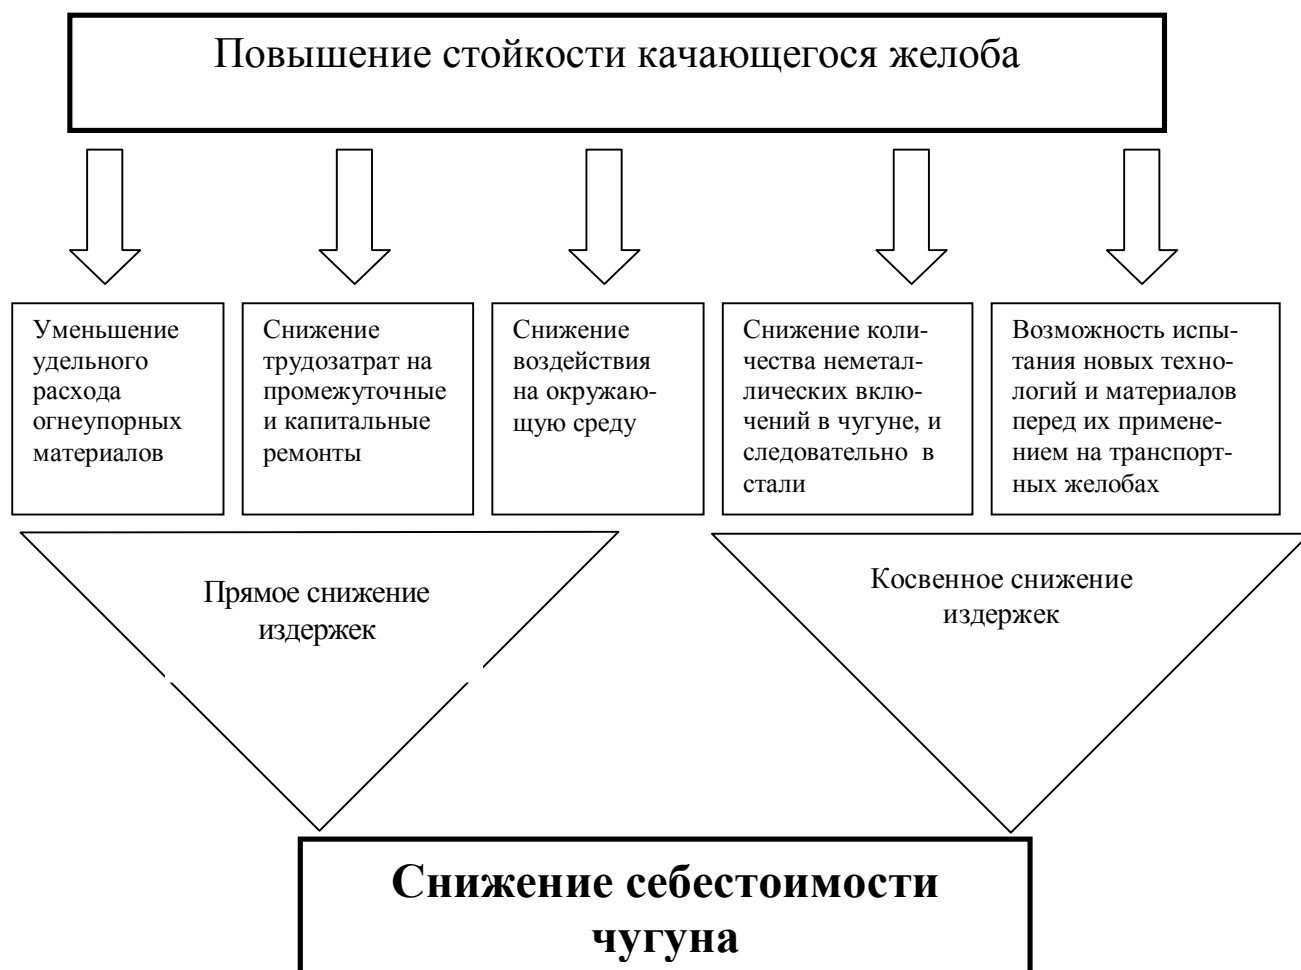 Повышение стойкости качающегося желоба
Уменьшение
удельного
расхода
огнеупорных
материалов
Снижение
трудозатрат на
промежуточные
и капитальные
ремонты
Снижение
воздействия
на окружаю-
щую среду
Снижение коли-
чества неметал-
лических вклю-
чений в чугуне, и
следовательно в
стали
Возможность испы-
тания новых техно-
логий и материалов
перед их примене-
нием на транспорт-
ных желобах
Прямое снижение
издержек
Косвенное снижение
издержек
Снижение себестоимости
чугуна